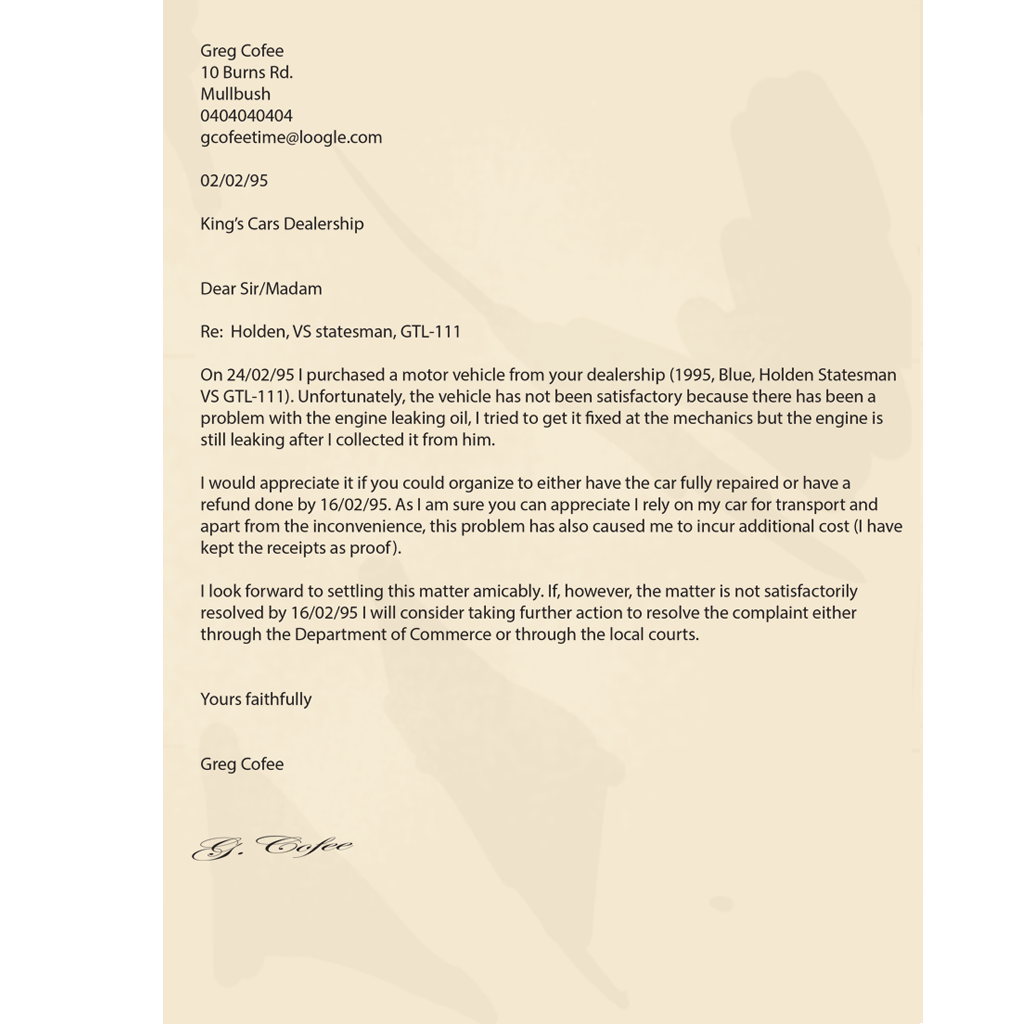 Greg Cofee
10 Burns Rd.
Mullbush
0404040404
gcofeetime@loogle.com
02/02/95
King’s Cars Dealership
Dear Sir/Madam
Re:  Holden, VS statesman, GTL-111
On 24/02/95 I purchased a motor vehicle from your dealership (1995, Blue, Holden Statesman
VS GTL-111). Unfortunately, the vehicle has not been satisfactory because there has been a
problem with the engine leaking oil, I tried to get it fixed at the mechanics but the engine is
still leaking after I collected it from him.
I would appreciate it if you could organize to either have the car fully repaired or have a
refund done by 16/02/95. As I am sure you can appreciate I rely on my car for transport and
apart from the inconvenience, this problem has also caused me to incur additional cost (I have
kept the receipts as proof).
I look forward to settling this matter amicably. If, however, the matter is not satisfactorily
resolved by 16/02/95 I will consider taking further action to resolve the complaint either
through the Department of Commerce or through the local courts.
Yours faithfully
Greg Cofee
G. Cofee